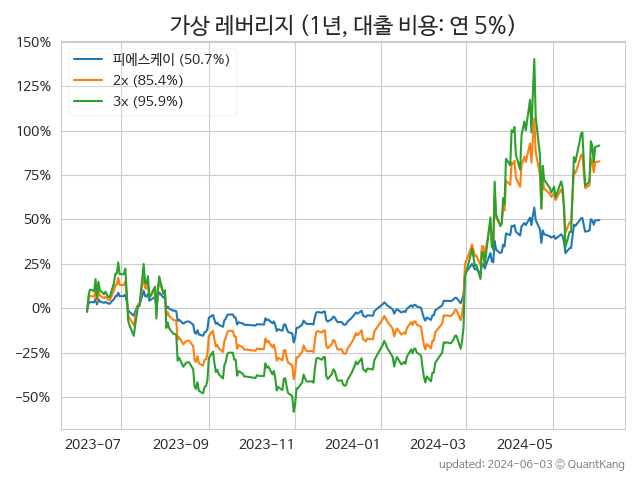 가상 레버리지 (1년, 대출 비용: 연 5%)
150%
125%
100%
75%
50%
25%
0%
−25%
−50%
피에스케이 (50.7%)
2x (85.4%)
3x (95.9%)
2023-07 2023-09 2023-11 2024-01 2024-03 2024-05
updated: 2024-06-03 © QuantKang